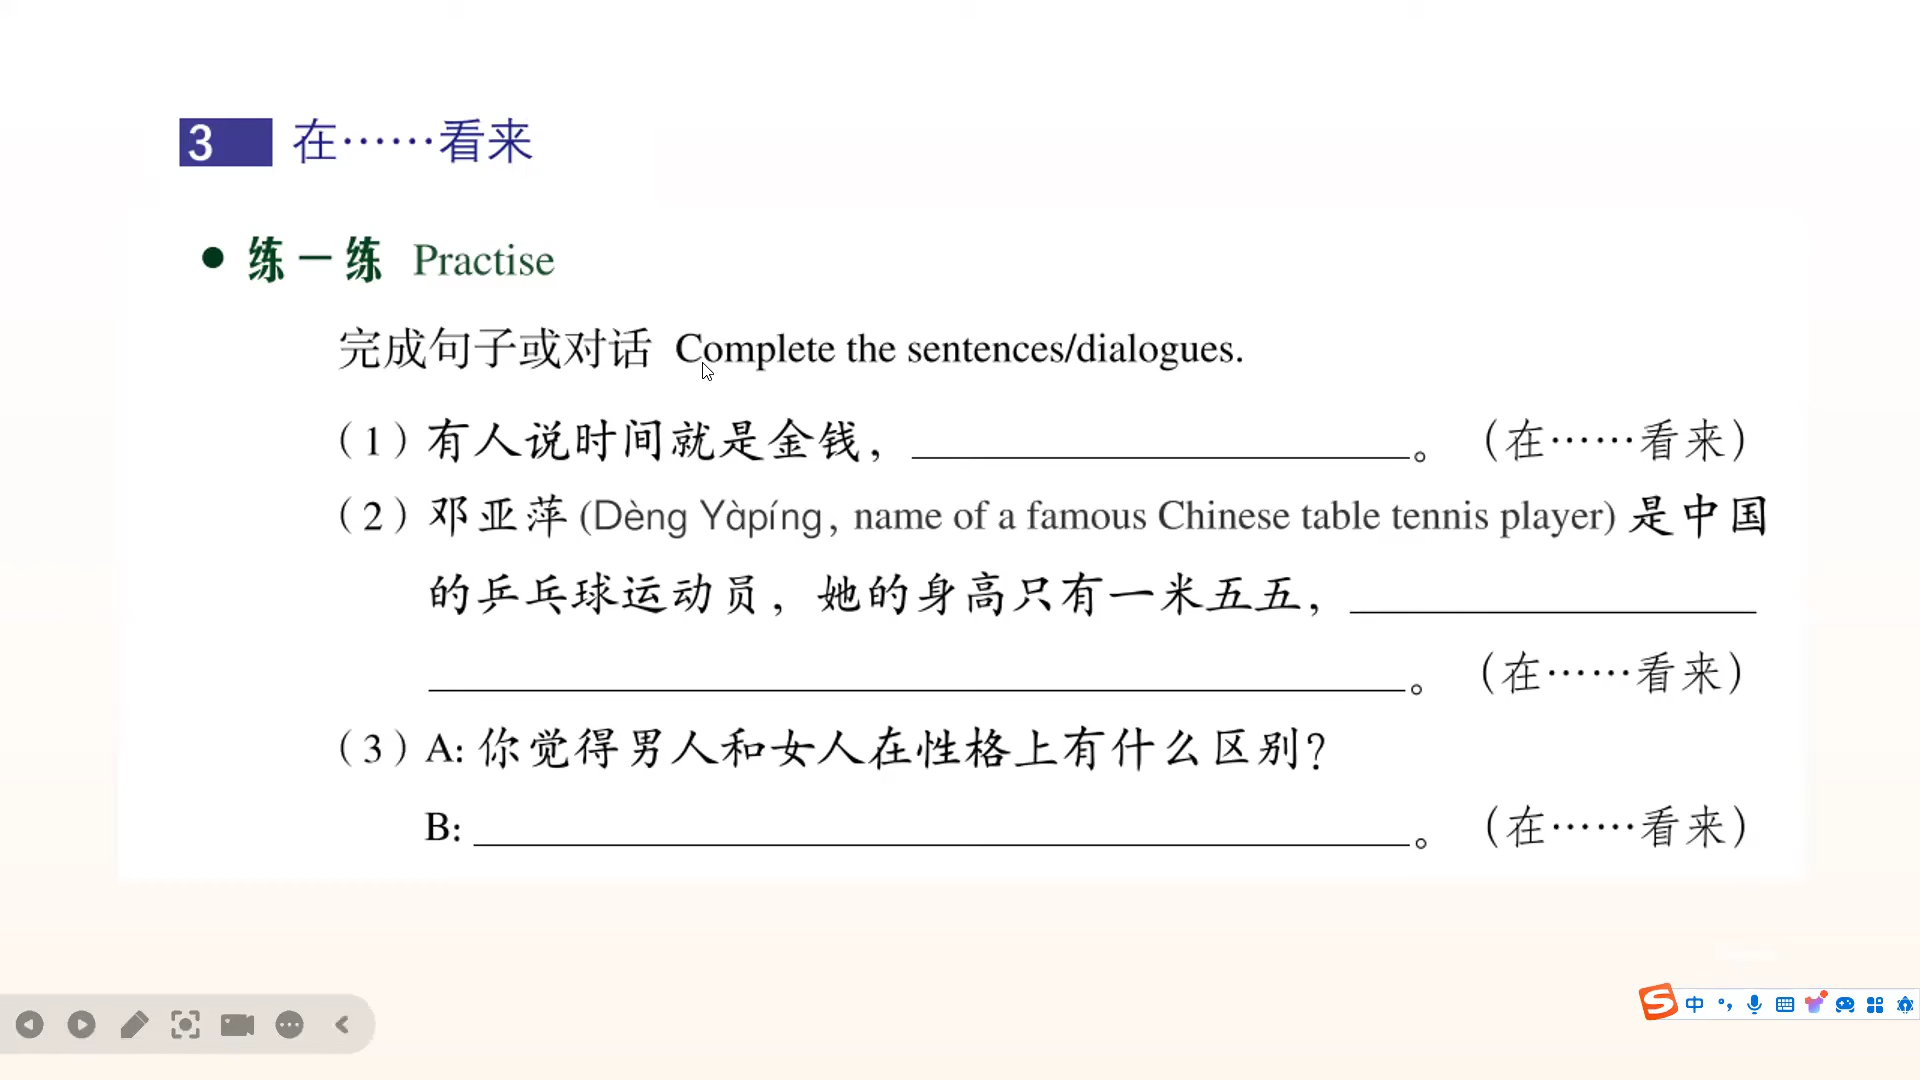 3 在……看来
● 练一练 Practise
完成句子或对话 Complete the sentences/dialogues.
（1）有人说时间就是金钱，____________________。（在……看来）
（2）邓亚萍 (Dèng Yàpíng, name of a famous Chinese table tennis player) 是中国
的乒乓球运动员，她的身高只有一米五五，________________
________________________________________。（在……看来）
（3）A: 你觉得男人和女人在性格上有什么区别？
B: ______________________________________。（在……看来）
中